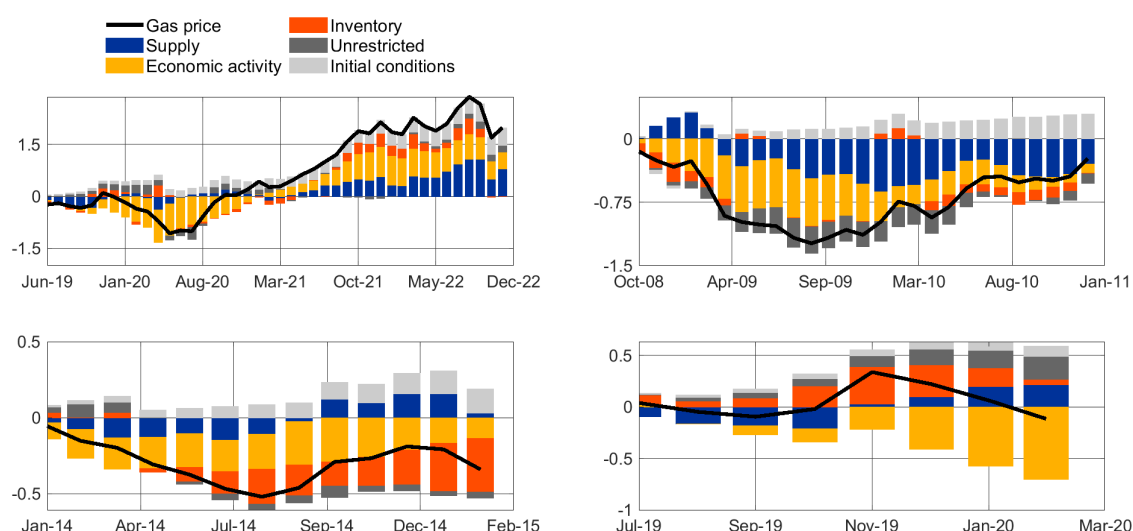 Gas price
Inventory
Supply
Unrestricted
Economic activity
Initial conditions
1.5
0
-1.5
Jun-19 Jan-20 Aug-20 Mar-21 Oct-21 May-22 Dec-22
0
-0.75
-1.5
Oct-08 Apr-09 Sep-09 Mar-10 Aug-10 Jan-11
0.5
0
-0.5
Jan-14 Apr-14 Jul-14 Sep-14 Dec-14 Feb-15
0.5
0
-0.5
-1
Jul-19 Sep-19 Nov-19 Jan-20 Mar-20